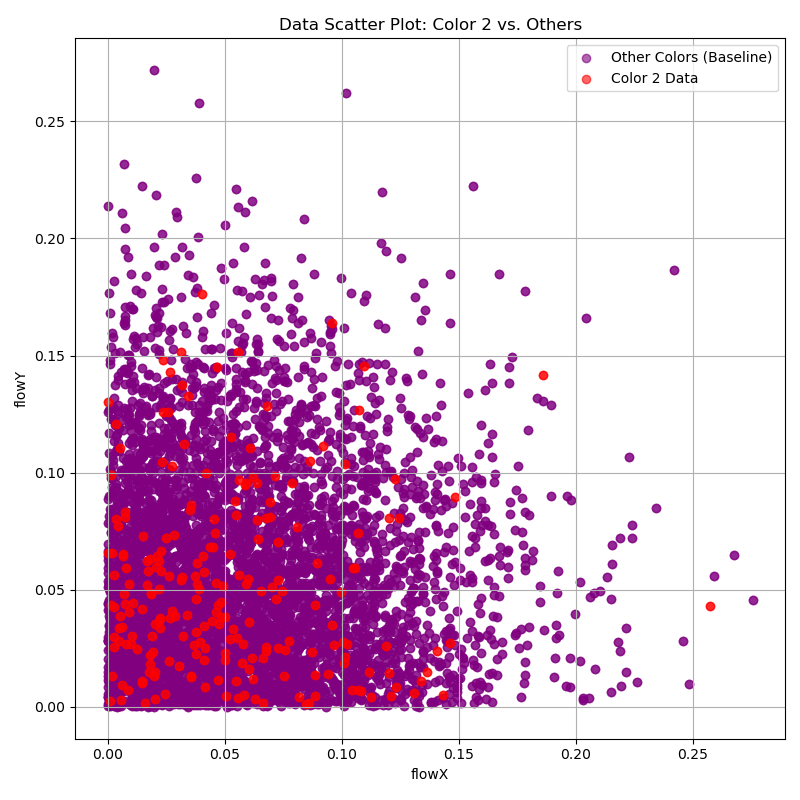 Data Scatter Plot: Color 2 vs. Others
Other Colors (Baseline)
Color 2 Data
flowY
0.25
0.20
0.15
0.10
0.05
0.00
0.00 0.05 0.10 0.15 0.20 0.25
flowX